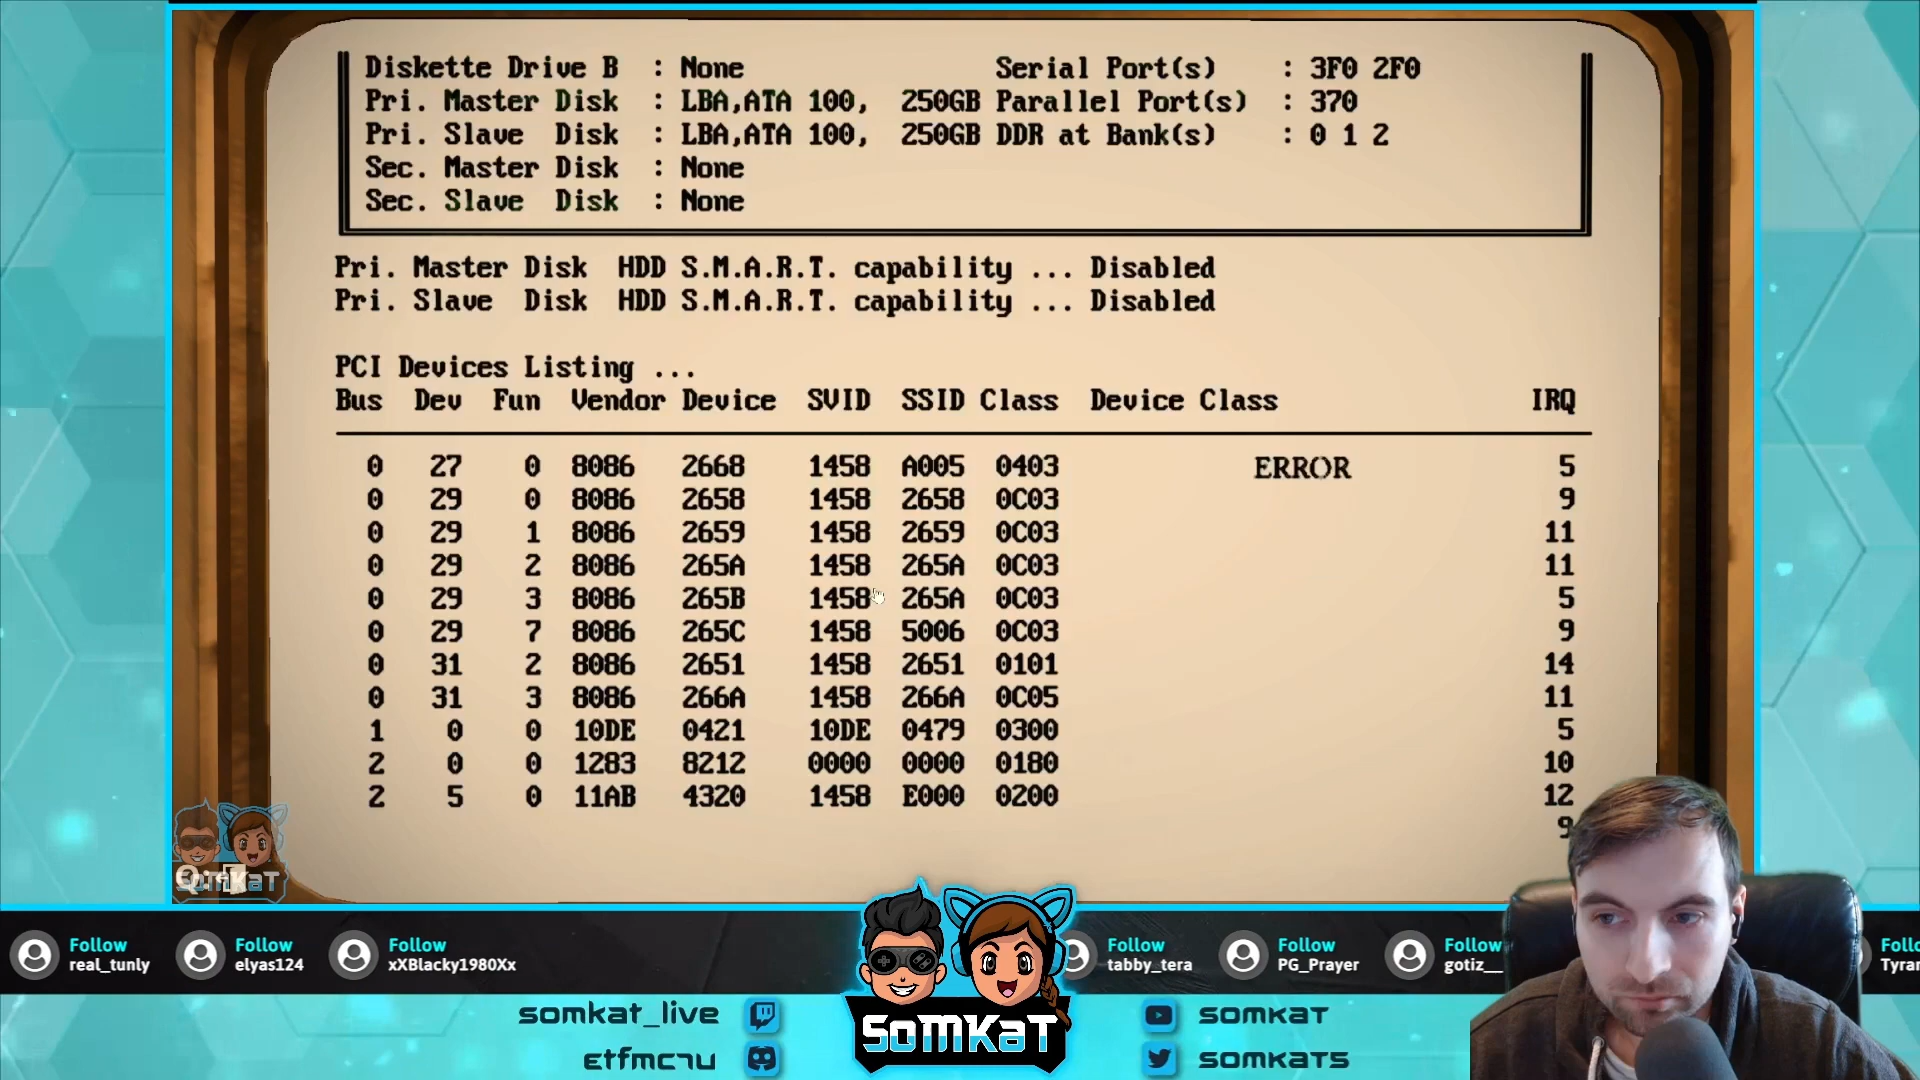 Diskette Drive B : None Serial Port(s) : 3F0 2F0
Pri. Master Disk : LBA,ATA 100, 250GB Parallel Port(s) : 370
Pri. Slave Disk : LBA,ATA 100, 250GB DDR at Bank(s) : 0 1 2
Sec. Master Disk : None
Sec. Slave Disk : None
Pri. Master Disk HDD S.M.A.R.T. capability ... Disabled
Pri. Slave Disk HDD S.M.A.R.T. capability ... Disabled
PCI Devices Listing ...
Bus Dev Fun Vendor Device SVID SSID Class Device Class IRQ
0 27 0 8086 2668 1458 A005 0403 ERROR 5
0 29 0 8086 2658 1458 2658 0C03 9
0 29 1 8086 2659 1458 2659 0C03 11
0 29 2 8086 265A 1458 265A 0C03 11
0 29 3 8086 265B 1458 265A 0C03 5
0 29 7 8086 265C 1458 5006 0C03 9
0 31 2 8086 2651 1458 2651 0101 14
0 31 3 8086 266A 1458 266A 0C05 11
1 0 0 10DE 0421 10DE 0479 0300 5
2 0 0 1283 8212 0000 0000 0180 10
2 5 0 11AB 4320 1458 E000 0200 12
9
SoMKaT
Follow Follow Follow Follow Follow Follow
real_tunly elyas124 xXBlacky1980Xx tabby_tera PG_Prayer gotiz__
somkat_live
SoMKaT
somkat
somkat5